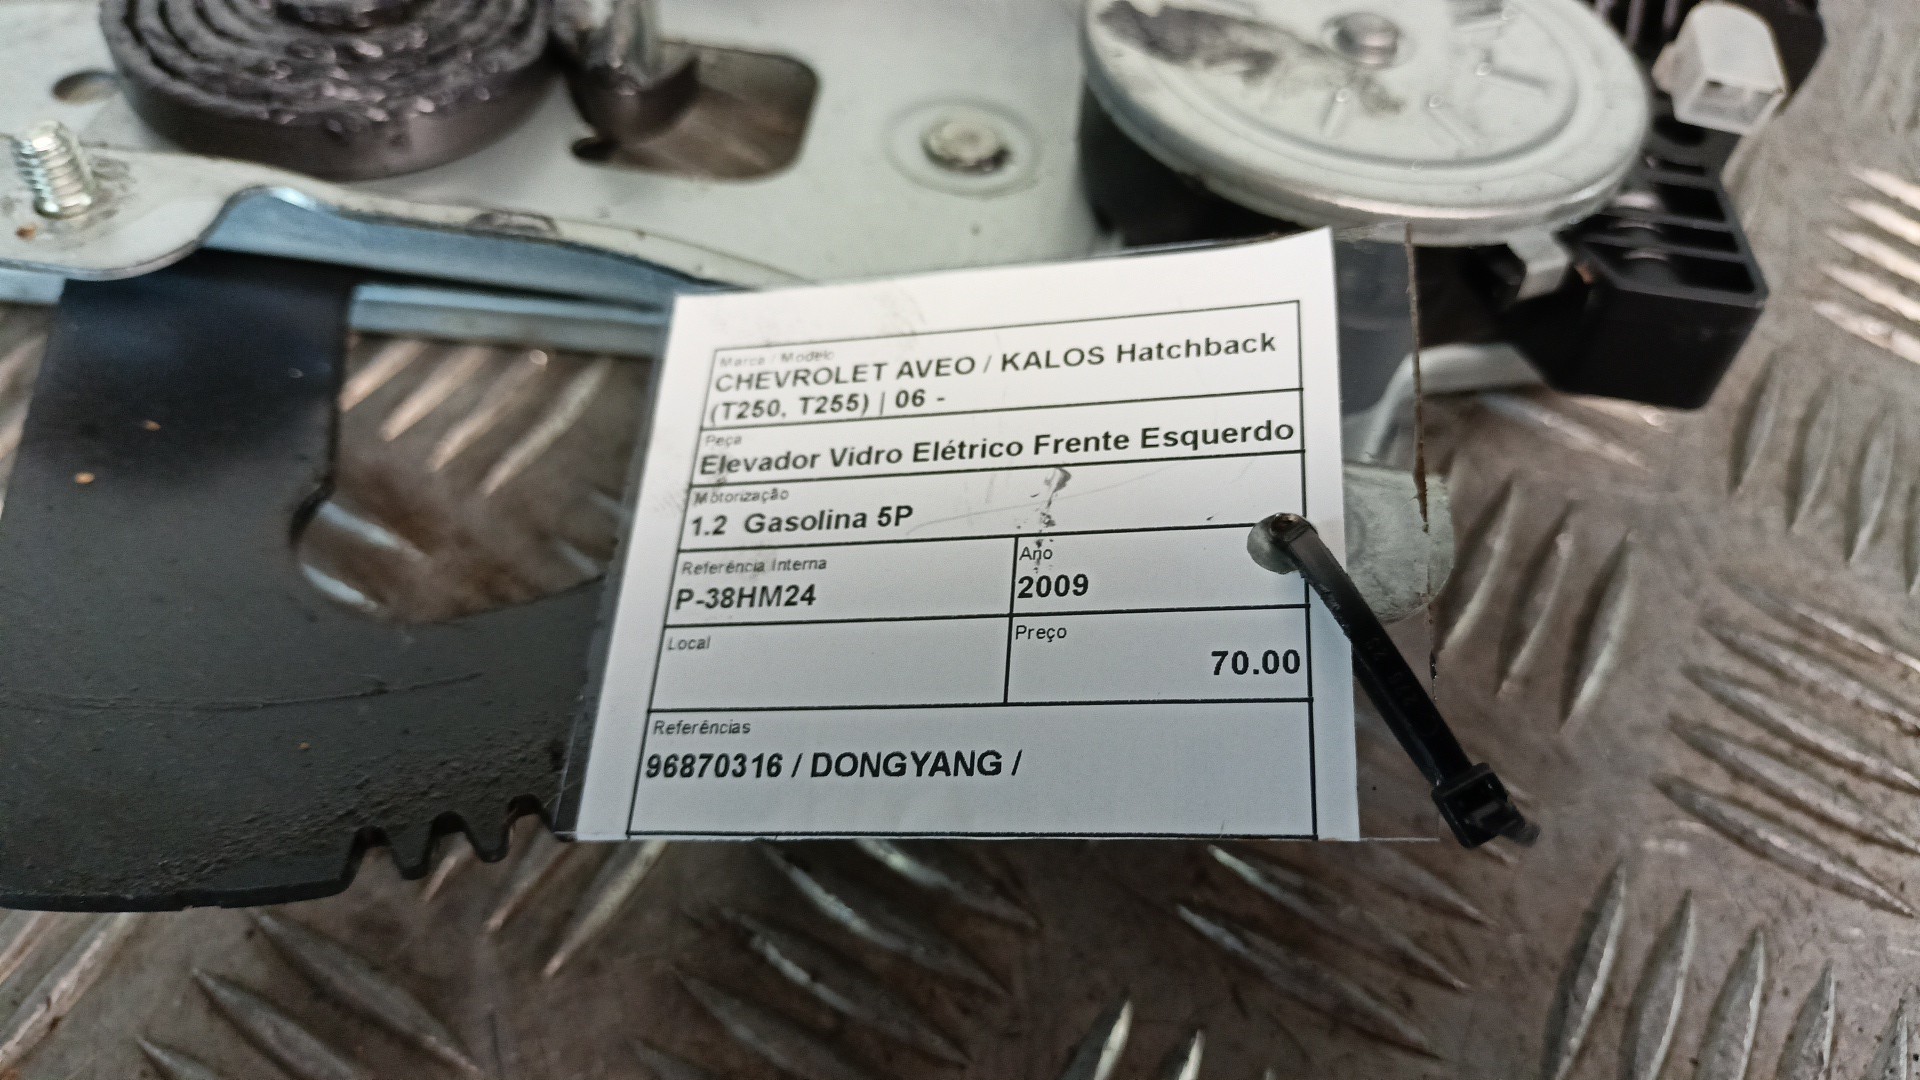 Marca / Modelo
CHEVROLET AVEO / KALOS Hatchback
(T250, T255) | 06 -
Peça
Elevador Vidro Elétrico Frente Esquerdo
Motorização
1.2 Gasolina 5P
Referência Interna
P-38HM24
Ano
2009
Local
Preço
70.00
Referências
96870316 / DONGYANG /